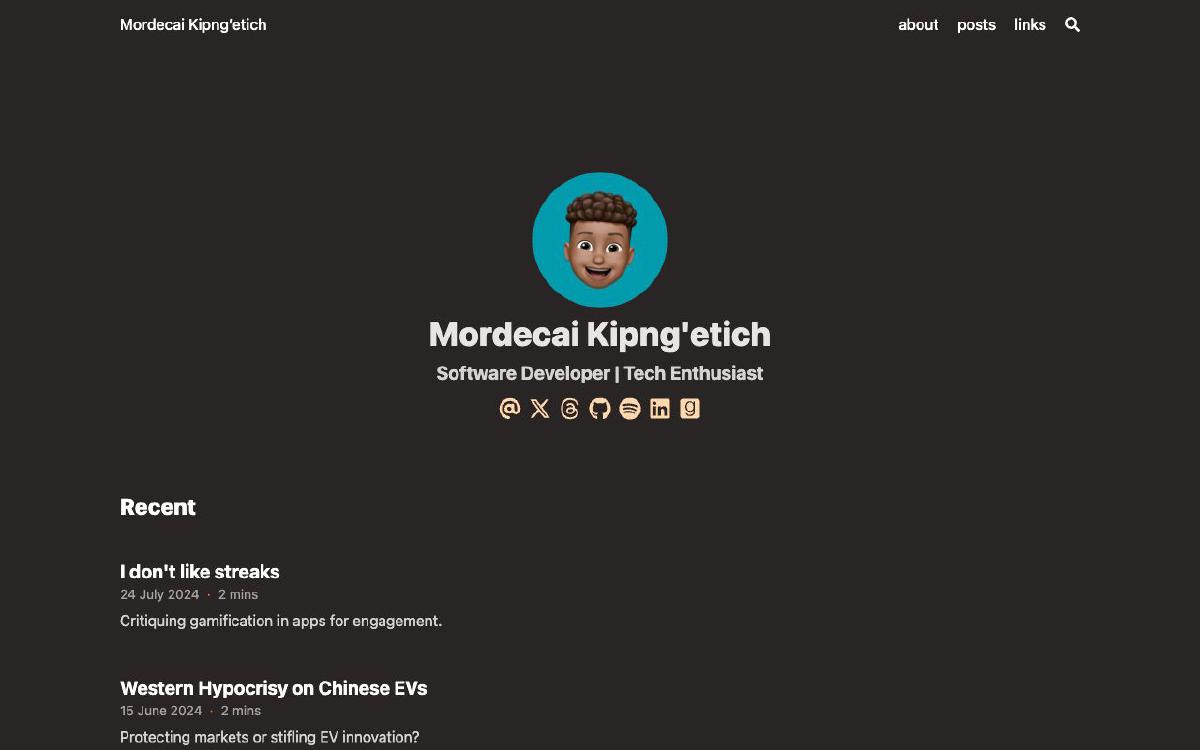 Mordecai Kipng’etich
about posts links
Mordecai Kipng'etich
Software Developer | Tech Enthusiast
Recent
I don't like streaks
24 July 2024 · 2 mins
Critiquing gamification in apps for engagement.
Western Hypocrisy on Chinese EVs
15 June 2024 · 2 mins
Protecting markets or stifling EV innovation?